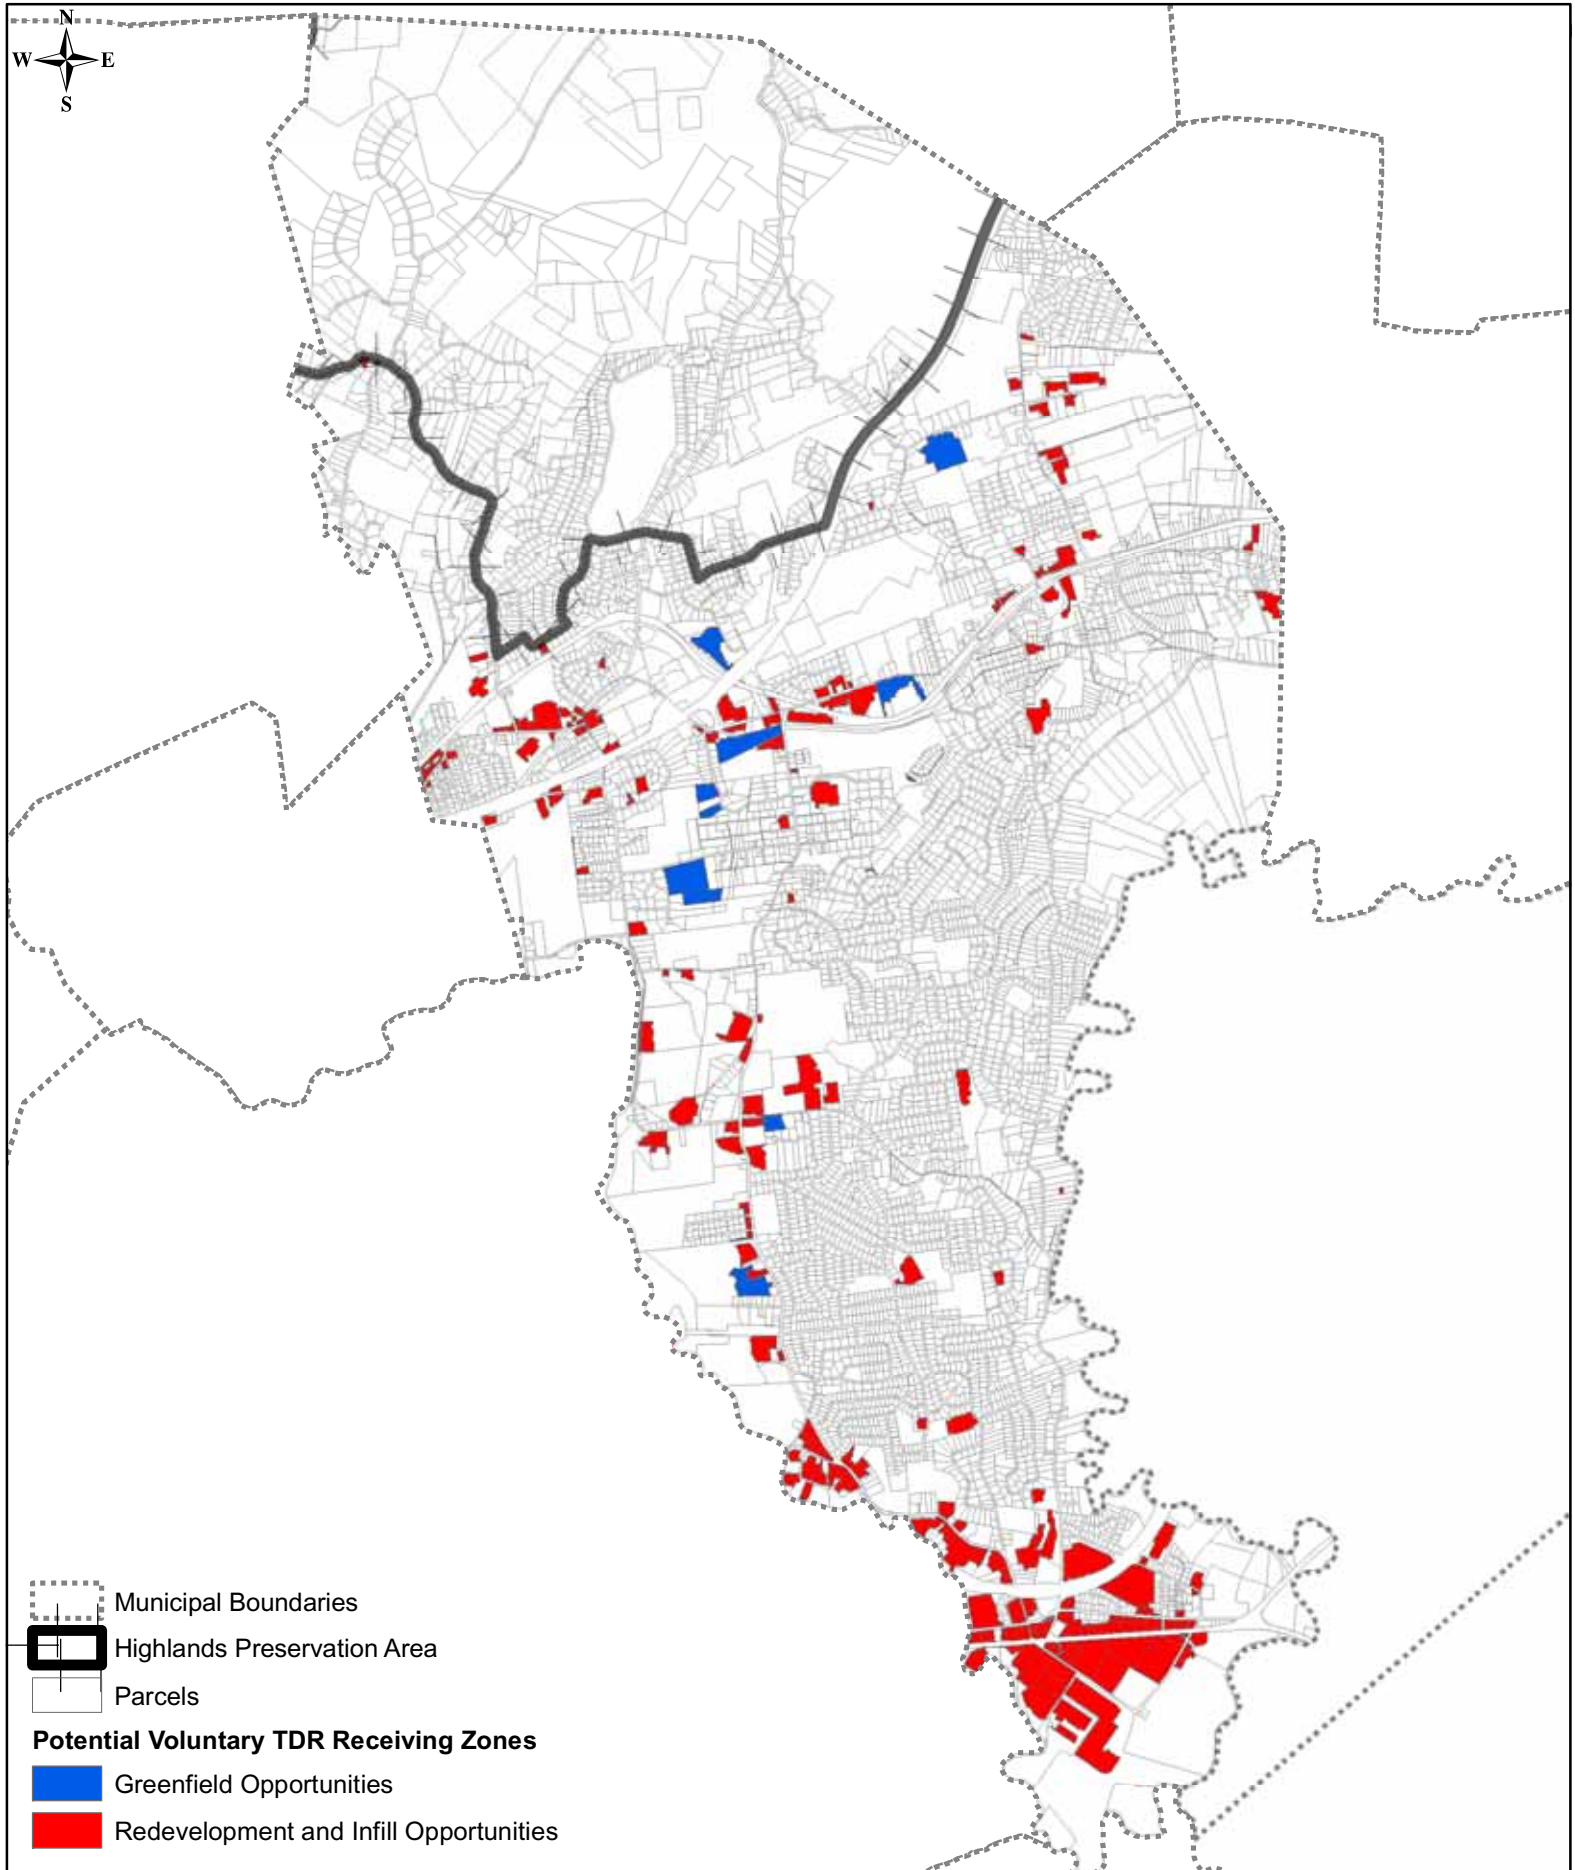 N
W E
S
Municipal Boundaries
Highlands Preservation Area
Parcels
Potential Voluntary TDR Receiving Zones
Greenfield Opportunities
Redevelopment and Infill Opportunities